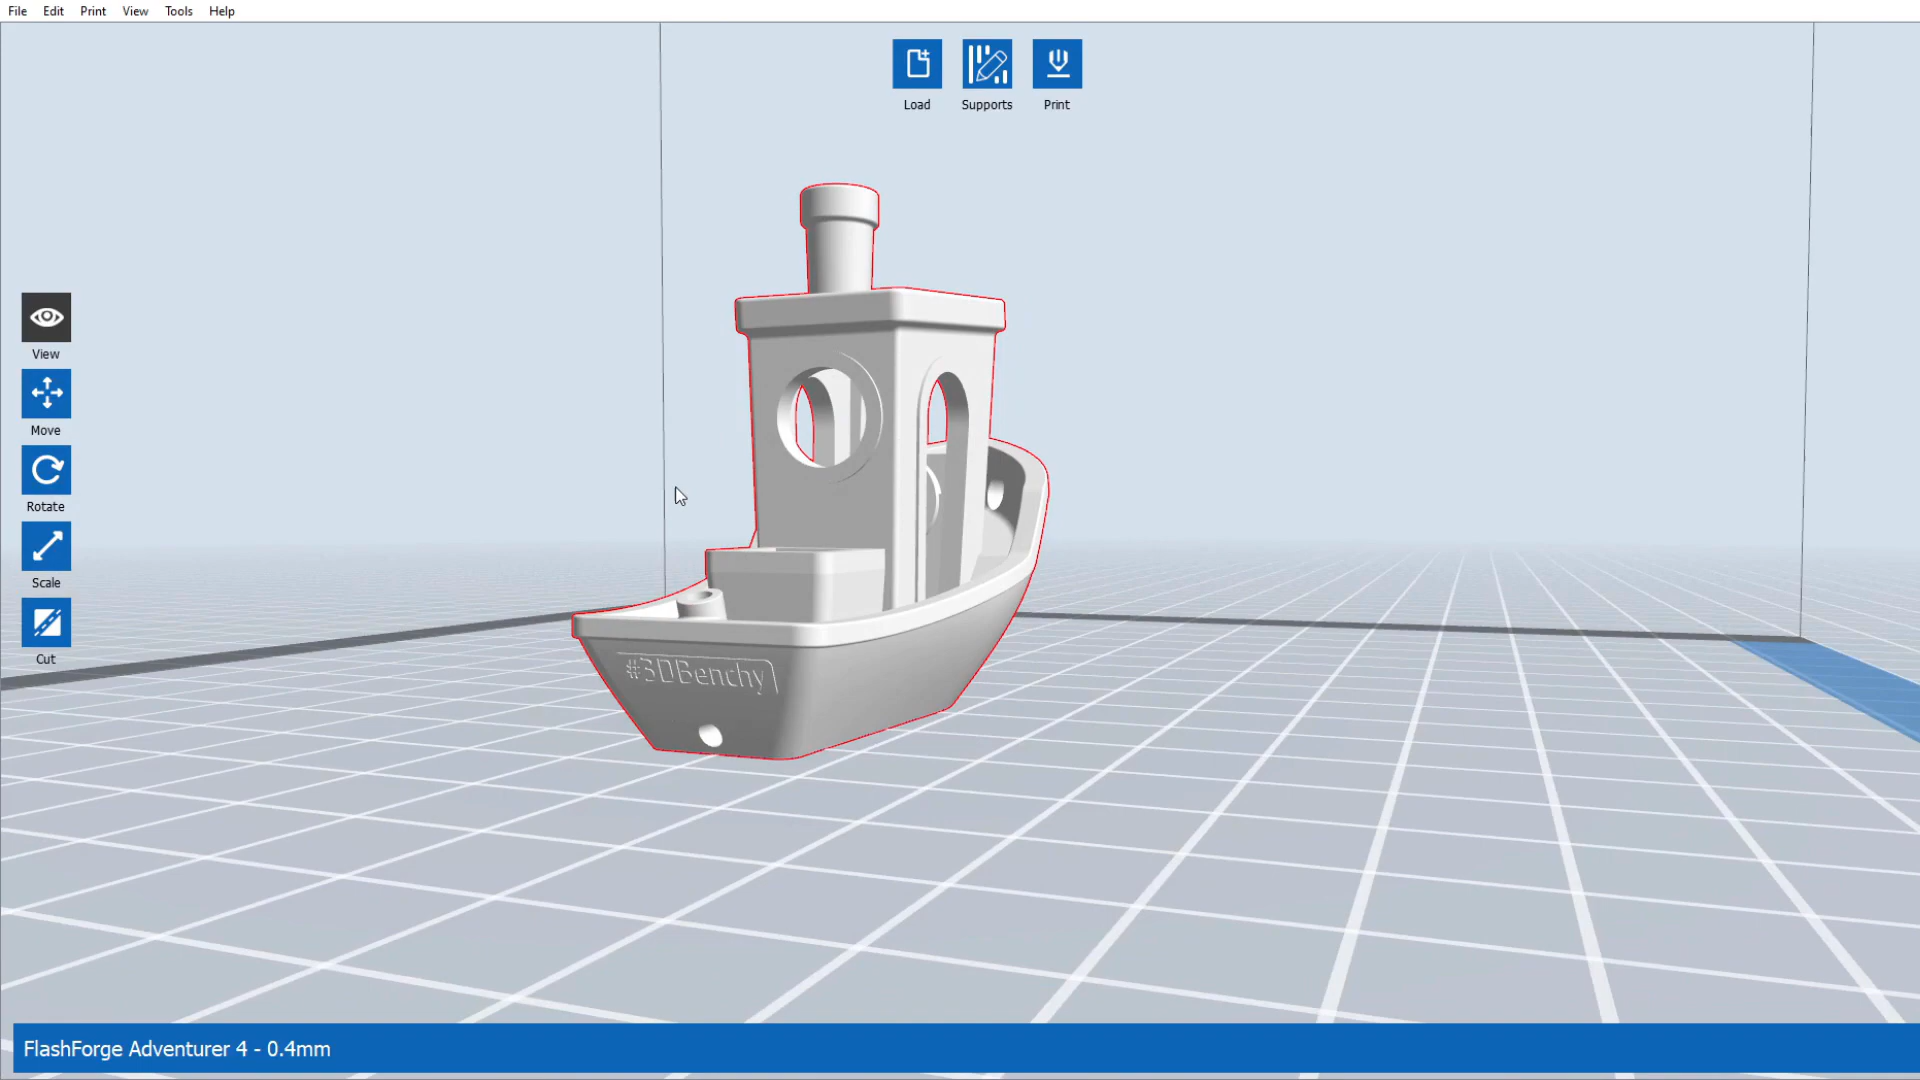 File Edit Print View Tools Help
Load Supports Print
View
Move
Rotate
Scale
Cut
#3DBenchy
FlashForge Adventurer 4 - 0.4mm